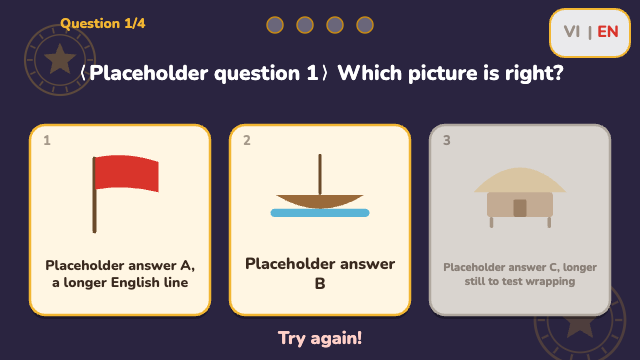 Question 1/4
VI | EN
⟨Placeholder question 1⟩ Which picture is right?
1
2
3
Placeholder answer A,
a longer English line
Placeholder answer
B
Placeholder answer C, longer
still to test wrapping
Try again!